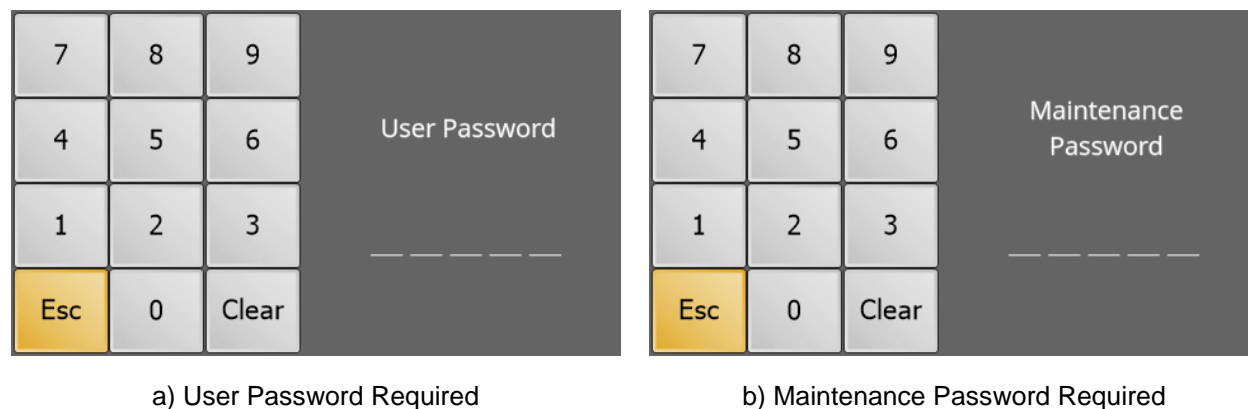 7 8 9
4 5 6
1 2 3
Esc 0 Clear
User Password
_ _ _ _ _
a) User Password Required
7 8 9
4 5 6
1 2 3
Esc 0 Clear
Maintenance
Password
_ _ _ _ _
b) Maintenance Password Required